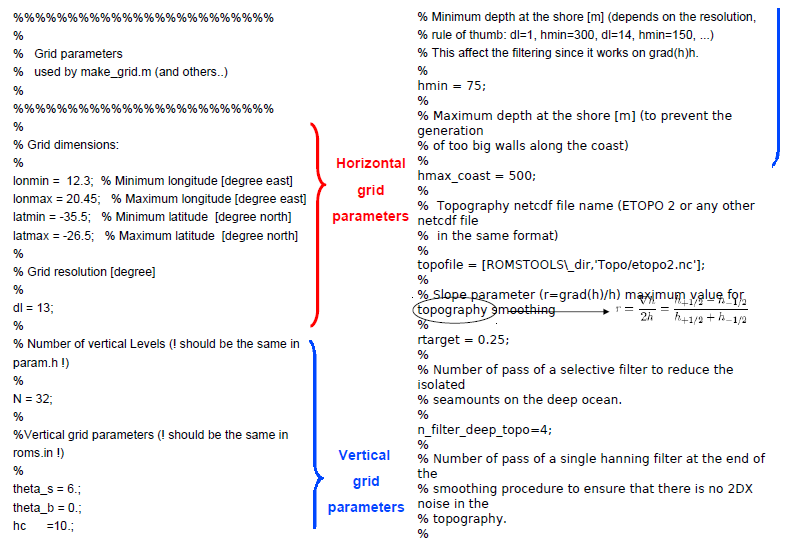 %%%%%%%%%%%%%%%%%%%%%%%%
%
%   Grid parameters
%   used by make_grid.m (and others..)
%
%%%%%%%%%%%%%%%%%%%%%%%%
%
% Grid dimensions:
%
lonmin =  12.3;  % Minimum longitude [degree east]
lonmax = 20.45;   % Maximum longitude [degree east]
latmin = -35.5;   % Minimum latitude  [degree north]
latmax = -26.5;   % Maximum latitude  [degree north]
%
% Grid resolution [degree]
%
dl = 13;
%
% Number of vertical Levels (! should be the same in
param.h !)
%
N = 32;
%
%Vertical grid parameters (! should be the same in
roms.in !)
%
theta_s = 6.;
theta_b = 0.;
hc      =10.;
Horizontal
grid
parameters
Vertical
grid
parameters
% Minimum depth at the shore [m] (depends on the resolution,
% rule of thumb: dl=1, hmin=300, dl=14, hmin=150, ...)
% This affect the filtering since it works on grad(h)h.
%
hmin = 75;
%
% Maximum depth at the shore [m] (to prevent the
generation
% of too big walls along the coast)
%
hmax_coast = 500;
%
%  Topography netcdf file name (ETOPO 2 or any other
netcdf file
%  in the same format)
%
topofile = [ROMSTOOLS\_dir,'Topo/etopo2.nc'];
%
% Slope parameter (r=grad(h)/h) maximum value for
topography smoothing
r = ∇h / 2h = h+1/2 − h−1/2 / h+1/2 + h−1/2
%
rtarget = 0.25;
%
% Number of pass of a selective filter to reduce the
isolated
% seamounts on the deep ocean.
%
n_filter_deep_topo=4;
%
% Number of pass of a single hanning filter at the end of
the
% smoothing procedure to ensure that there is no 2DX
noise in the
% topography.
%